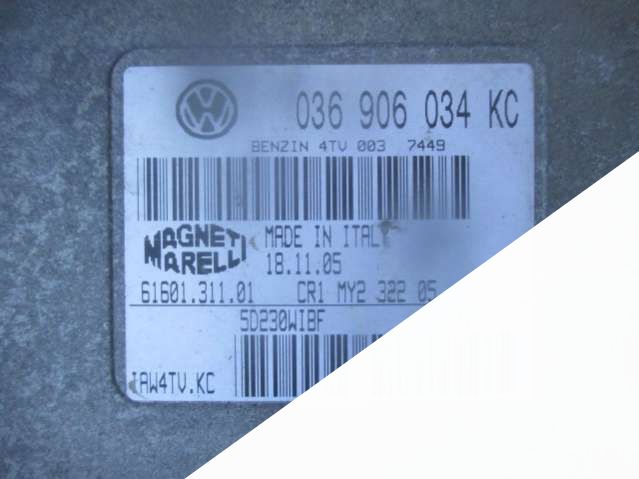 036 906 034 KC
BENZIN 4TV 003 7449
MAGNETI MARELLI
MADE IN ITALY
18.11.05
61601.311.01 CR1 MY2 322 05
5D230WIBF
IAW4TV.KC